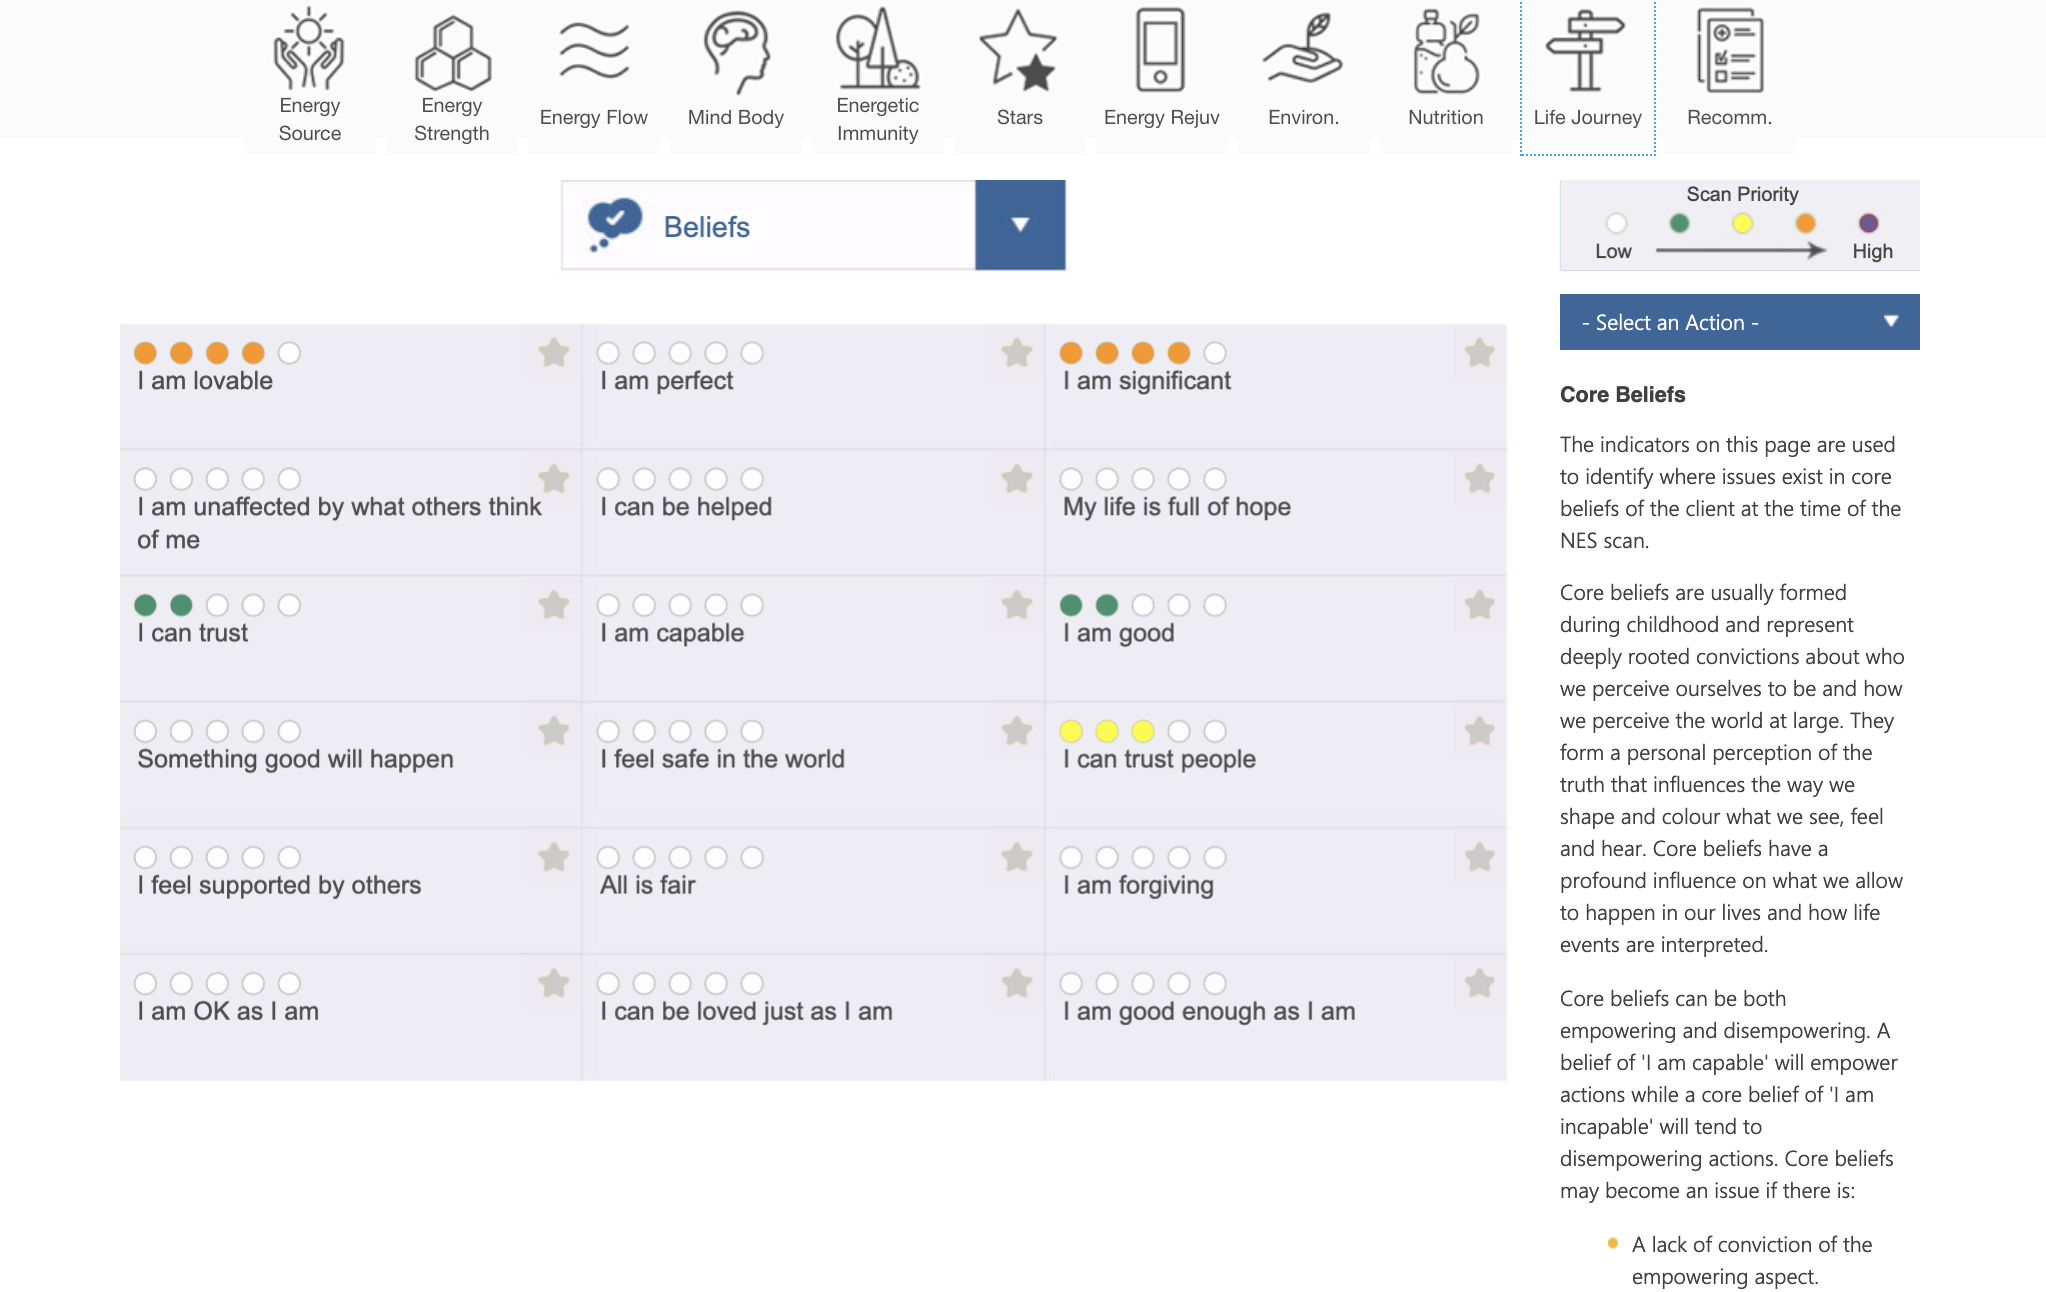 Energy
Source
Energy
Strength
Energy Flow
Mind Body
Energetic
Immunity
Stars
Energy Rejuv
Environ.
Nutrition
Life Journey
Recomm.
Beliefs
Scan Priority
Low
High
- Select an Action -
I am lovable
I am perfect
I am significant
I am unaffected by what others think
of me
I can be helped
My life is full of hope
I can trust
I am capable
I am good
Something good will happen
I feel safe in the world
I can trust people
I feel supported by others
All is fair
I am forgiving
I am OK as I am
I can be loved just as I am
I am good enough as I am
Core Beliefs
The indicators on this page are used
to identify where issues exist in core
beliefs of the client at the time of the
NES scan.
Core beliefs are usually formed
during childhood and represent
deeply rooted convictions about who
we perceive ourselves to be and how
we perceive the world at large. They
form a personal perception of the
truth that influences the way we
shape and colour what we see, feel
and hear. Core beliefs have a
profound influence on what we allow
to happen in our lives and how life
events are interpreted.
Core beliefs can be both
empowering and disempowering. A
belief of 'I am capable' will empower
actions while a core belief of 'I am
incapable' will tend to
disempowering actions. Core beliefs
may become an issue if there is:
A lack of conviction of the
empowering aspect.